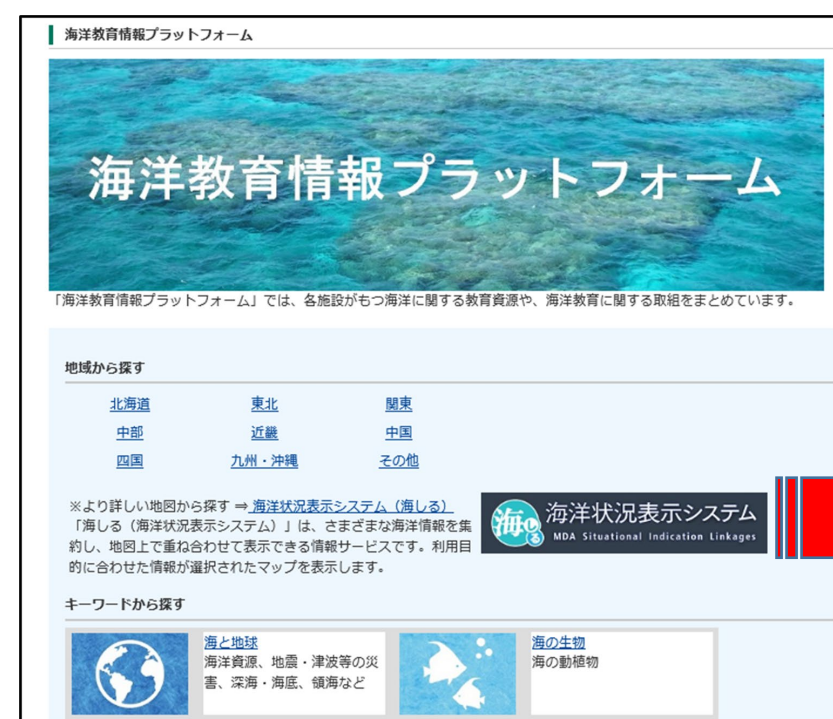 海洋教育情報プラットフォーム
海洋教育情報プラットフォーム
「海洋教育情報プラットフォーム」では、各施設がもつ海洋に関する教育資源や、海洋教育に関する取組をまとめています。
地域から探す
北海道 東北 関東
中部 近畿 中国
四国 九州・沖縄 その他
※より詳しい地図から探す ⇒ 海洋状況表示システム（海しる）
「海しる（海洋状況表示システム）」は、さまざまな海洋情報を集
約し、地図上で重ね合わせて表示できる情報サービスです。利用目
的に合わせた情報が選択されたマップを表示します。
海しる 海洋状況表示システム
MDA Situational Indication Linkages
キーワードから探す
海と地球
海洋資源、地震・津波等の災
害、深海・海底、領海など
海の生物
海の動植物